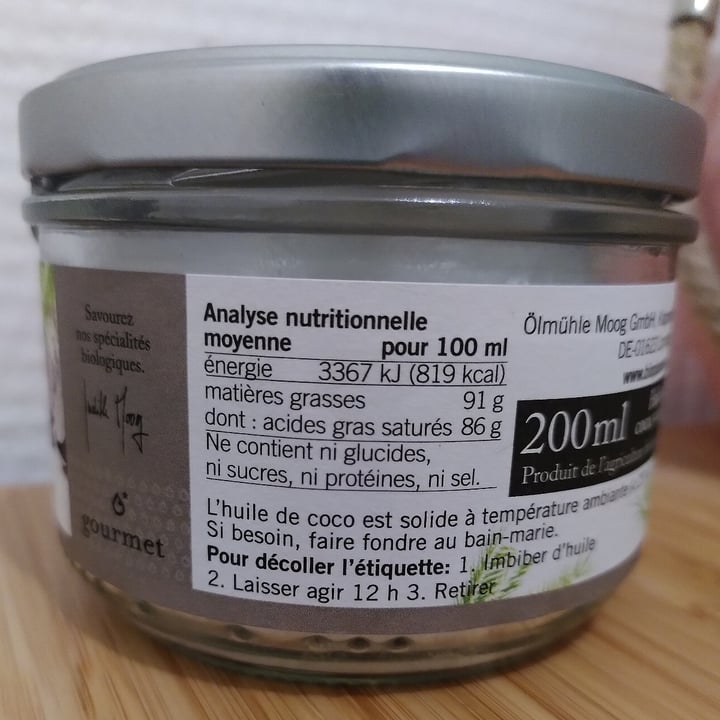 Savourez
nos spécialités
biologiques.
Judith Moog
gourmet
Analyse nutritionnelle
moyenne pour 100 ml
énergie 3367 kJ (819 kcal)
matières grasses 91 g
dont : acides gras saturés 86 g
Ne contient ni glucides,
ni sucres, ni protéines, ni sel.
L'huile de coco est solide à température ambiante
Si besoin, faire fondre au bain-marie.
Pour décoller l'étiquette: 1. Imbiber d'huile
2. Laisser agir 12 h 3. Retirer
Ölmühle Moog GmbH
200ml
Produit de l'agriculture